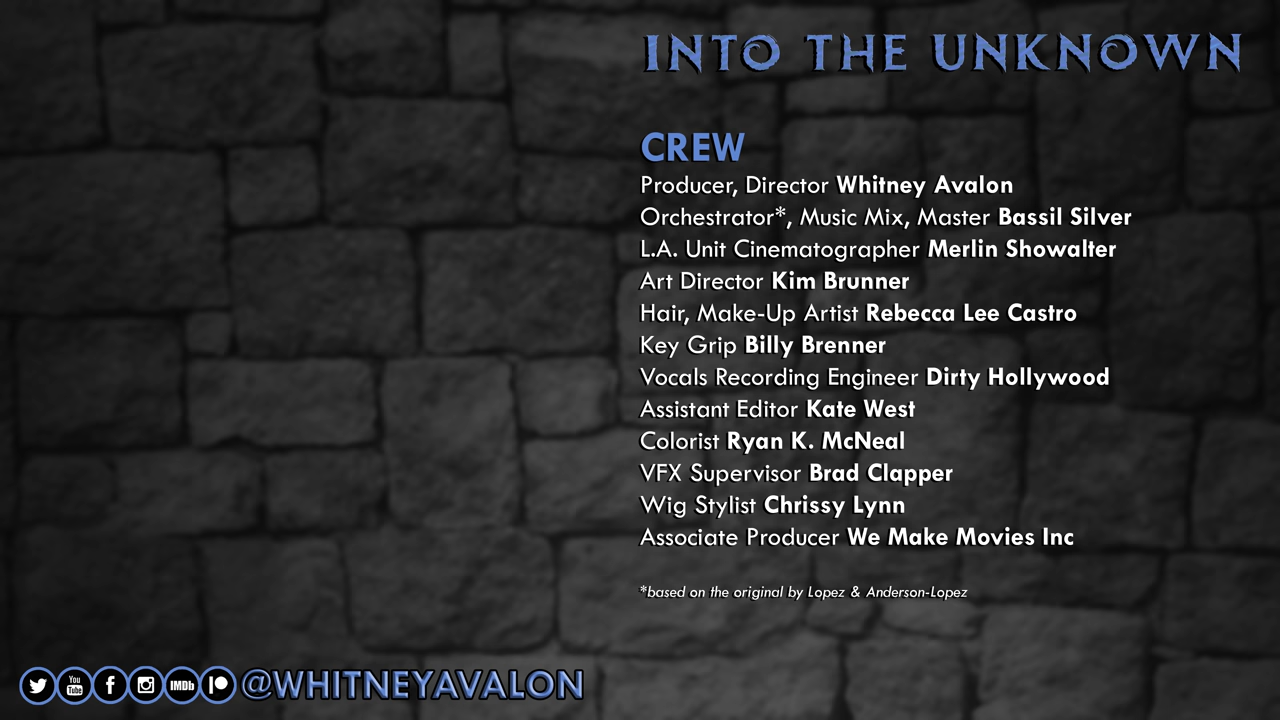 INTO THE UNKNOWN
CREW
Producer, Director Whitney Avalon
Orchestrator*, Music Mix, Master Bassil Silver
L.A. Unit Cinematographer Merlin Showalter
Art Director Kim Brunner
Hair, Make-Up Artist Rebecca Lee Castro
Key Grip Billy Brenner
Vocals Recording Engineer Dirty Hollywood
Assistant Editor Kate West
Colorist Ryan K. McNeal
VFX Supervisor Brad Clapper
Wig Stylist Chrissy Lynn
Associate Producer We Make Movies Inc
*based on the original by Lopez & Anderson-Lopez
You Tube IMDb @WHITNEYAVALON